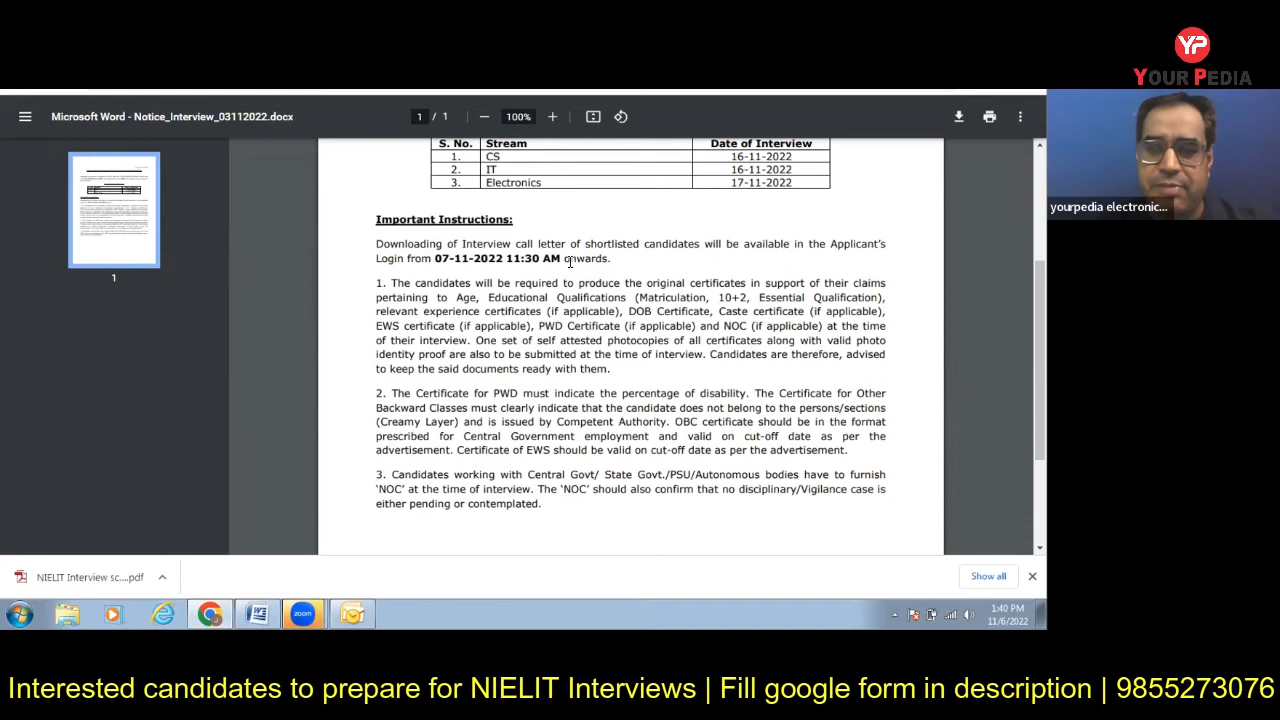 YP
YOUR PEDIA
Microsoft Word - Notice_Interview_03112022.docx
1 / 1
100%
S. No. Stream Date of Interview
1. CS 16-11-2022
2. IT 16-11-2022
3. Electronics 17-11-2022
1
yourpedia electronic...
Important Instructions:
Downloading of Interview call letter of shortlisted candidates will be available in the Applicant's
Login from 07-11-2022 11:30 AM onwards.
1. The candidates will be required to produce the original certificates in support of their claims
pertaining to Age, Educational Qualifications (Matriculation, 10+2, Essential Qualification),
relevant experience certificates (if applicable), DOB Certificate, Caste certificate (if applicable),
EWS certificate (if applicable), PWD Certificate (if applicable) and NOC (if applicable) at the time
of their interview. One set of self attested photocopies of all certificates along with valid photo
identity proof are also to be submitted at the time of interview. Candidates are therefore, advised
to keep the said documents ready with them.
2. The Certificate for PWD must indicate the percentage of disability. The Certificate for Other
Backward Classes must clearly indicate that the candidate does not belong to the persons/sections
(Creamy Layer) and is issued by Competent Authority. OBC certificate should be in the format
prescribed for Central Government employment and valid on cut-off date as per the
advertisement. Certificate of EWS should be valid on cut-off date as per the advertisement.
3. Candidates working with Central Govt/ State Govt./PSU/Autonomous bodies have to furnish
'NOC' at the time of interview. The 'NOC' should also confirm that no disciplinary/Vigilance case is
either pending or contemplated.
NIELIT Interview sc....pdf
Show all
zoom
1:40 PM
11/6/2022
Interested candidates to prepare for NIELIT Interviews | Fill google form in description | 9855273076